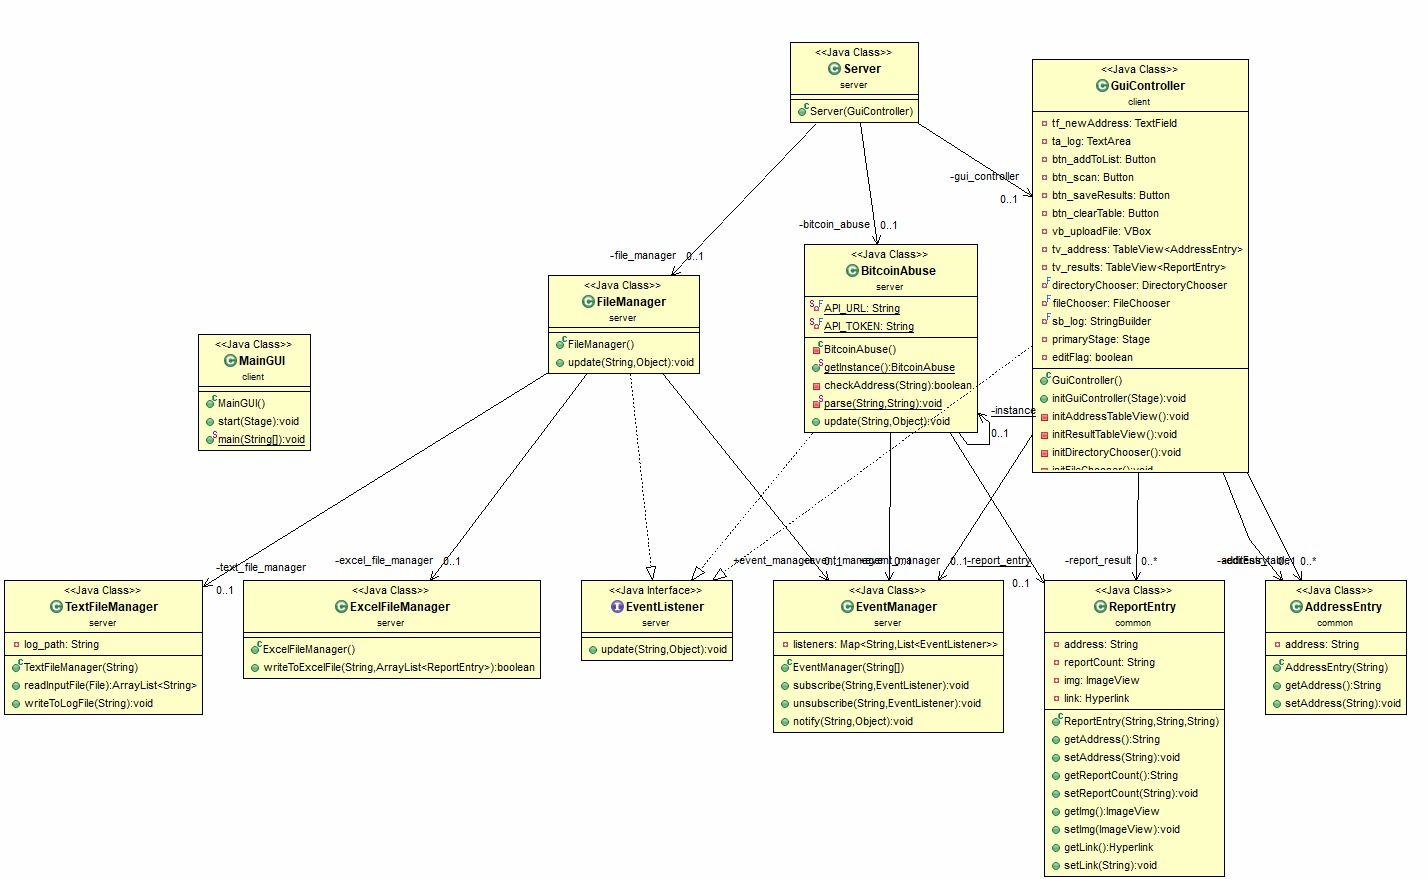 <<Java Class>>
Server
server
Server(GuiController)
<<Java Class>>
GuiController
client
tf_newAddress: TextField
ta_log: TextArea
btn_addToList: Button
btn_scan: Button
btn_saveResults: Button
btn_clearTable: Button
vb_uploadFile: VBox
tv_address: TableView<AddressEntry>
tv_results: TableView<ReportEntry>
directoryChooser: DirectoryChooser
fileChooser: FileChooser
sb_log: StringBuilder
primaryStage: Stage
editFlag: boolean
GuiController()
initGuiController(Stage):void
initAddressTableView():void
initResultTableView():void
initDirectoryChooser():void
initFileChooser():void
-gui_controller
0..1
-bitcoin_abuse
0..1
-file_manager
0..1
<<Java Class>>
BitcoinAbuse
server
API_URL: String
API_TOKEN: String
BitcoinAbuse()
getInstance():BitcoinAbuse
checkAddress(String):boolean
parse(String,String):void
update(String,Object):void
-instance
0..1
<<Java Class>>
FileManager
server
FileManager()
update(String,Object):void
<<Java Class>>
MainGUI
client
MainGUI()
start(Stage):void
main(String[]):void
-text_file_manager
0..1
-excel_file_manager
0..1
+event_manager
0..1
0..1
-report_entry
0..1
-report_result
0..*
0..*
<<Java Class>>
TextFileManager
server
log_path: String
TextFileManager(String)
readInputFile(File):ArrayList<String>
writeToLogFile(String):void
<<Java Class>>
ExcelFileManager
server
ExcelFileManager()
writeToExcelFile(String,ArrayList<ReportEntry>):boolean
<<Java Interface>>
EventListener
server
update(String,Object):void
<<Java Class>>
EventManager
server
listeners: Map<String,List<EventListener>>
EventManager(String[])
subscribe(String,EventListener):void
unsubscribe(String,EventListener):void
notify(String,Object):void
<<Java Class>>
ReportEntry
common
address: String
reportCount: String
img: ImageView
link: Hyperlink
ReportEntry(String,String,String)
getAddress():String
setAddress(String):void
getReportCount():String
setReportCount(String):void
getImg():ImageView
setImg(ImageView):void
getLink():Hyperlink
setLink(String):void
<<Java Class>>
AddressEntry
common
address: String
AddressEntry(String)
getAddress():String
setAddress(String):void